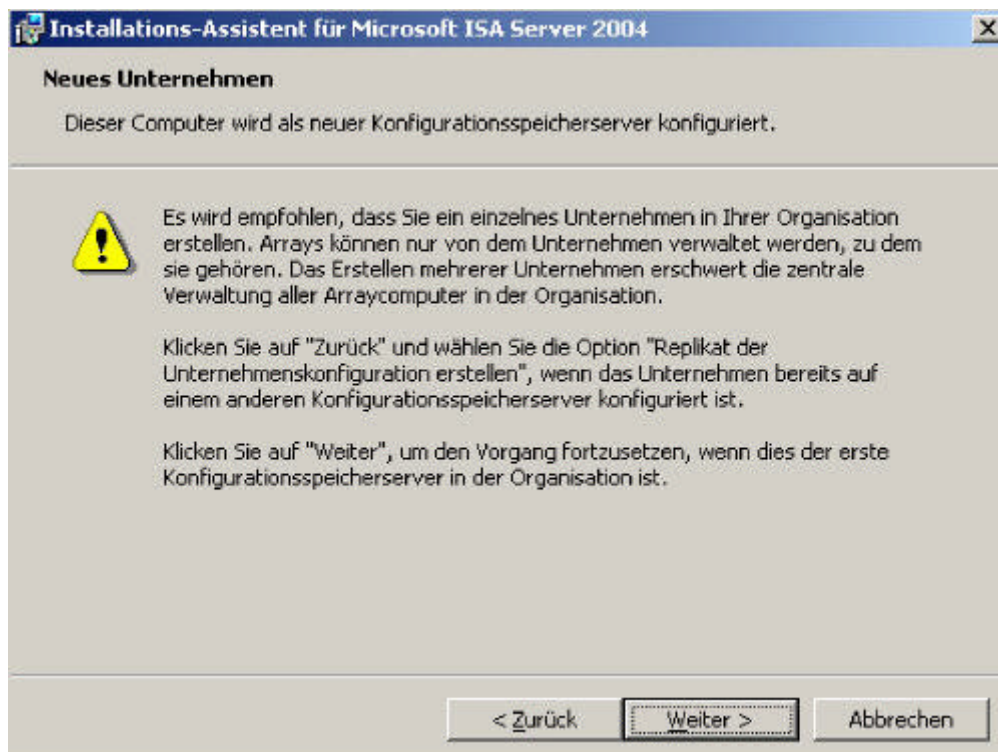 Installations-Assistent für Microsoft ISA Server 2004
Neues Unternehmen
Dieser Computer wird als neuer Konfigurationsspeicherserver konfiguriert.
Es wird empfohlen, dass Sie ein einzelnes Unternehmen in Ihrer Organisation
erstellen. Arrays können nur von dem Unternehmen verwaltet werden, zu dem
sie gehören. Das Erstellen mehrerer Unternehmen erschwert die zentrale
Verwaltung aller Arraycomputer in der Organisation.
Klicken Sie auf "Zurück" und wählen Sie die Option "Replikat der
Unternehmenskonfiguration erstellen", wenn das Unternehmen bereits auf
einem anderen Konfigurationsspeicherserver konfiguriert ist.
Klicken Sie auf "Weiter", um den Vorgang fortzusetzen, wenn dies der erste
Konfigurationsspeicherserver in der Organisation ist.
< Zurück Weiter > Abbrechen